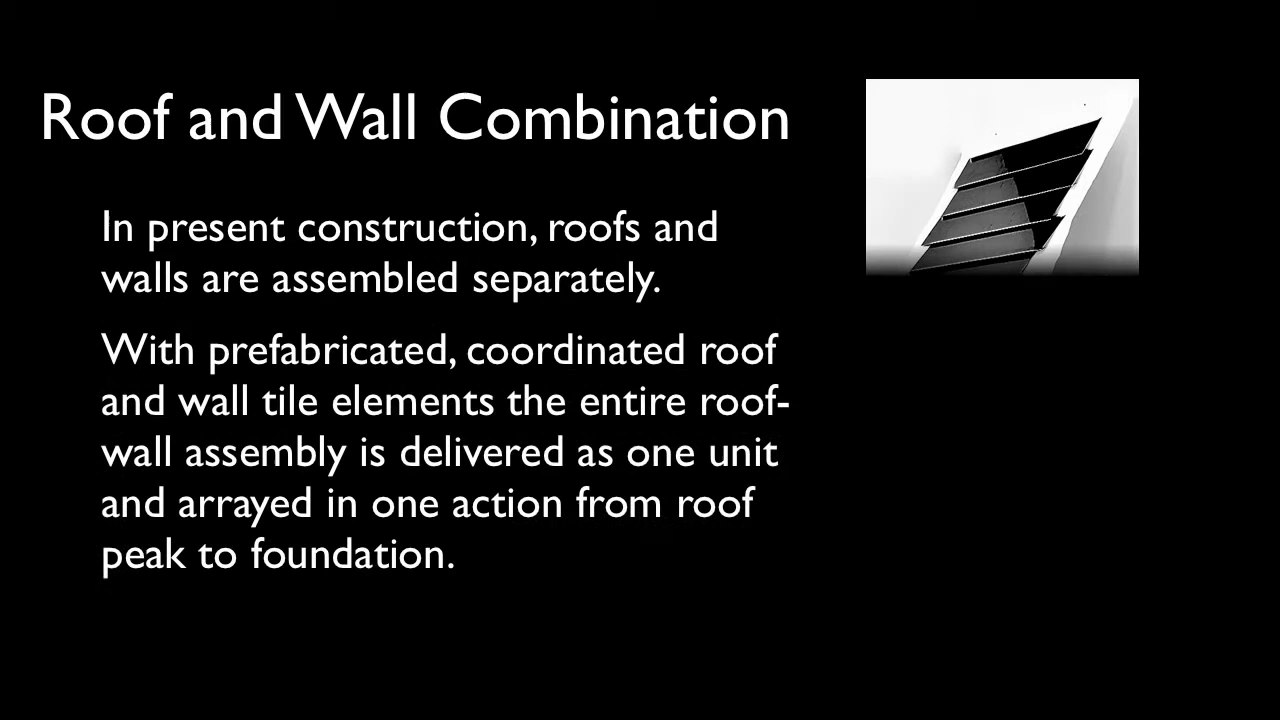 Roof and Wall Combination
In present construction, roofs and
walls are assembled separately.
With prefabricated, coordinated roof
and wall tile elements the entire roof-
wall assembly is delivered as one unit
and arrayed in one action from roof
peak to foundation.